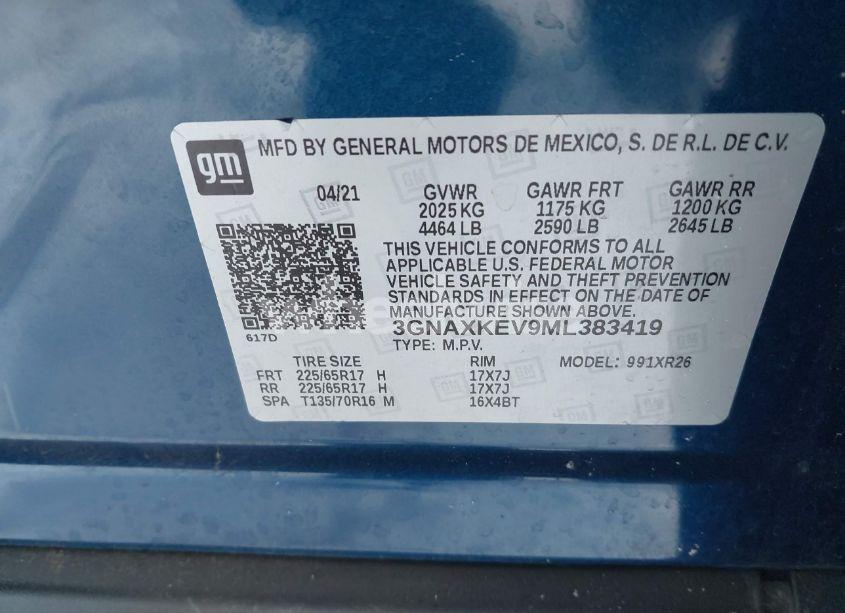 gm
MFD BY GENERAL MOTORS DE MEXICO, S. DE R.L. DE C.V.
04/21 GVWR GAWR FRT GAWR RR
2025 KG 1175 KG 1200 KG
4464 LB 2590 LB 2645 LB
THIS VEHICLE CONFORMS TO ALL
APPLICABLE U.S. FEDERAL MOTOR
VEHICLE SAFETY AND THEFT PREVENTION
STANDARDS IN EFFECT ON THE DATE OF
MANUFACTURE SHOWN ABOVE.
617D 3GNAXKEV9ML383419
TYPE: M.P.V.
TIRE SIZE RIM MODEL: 991XR26
FRT 225/65R17 H 17X7J
RR 225/65R17 H 17X7J
SPA T135/70R16 M 16X4BT